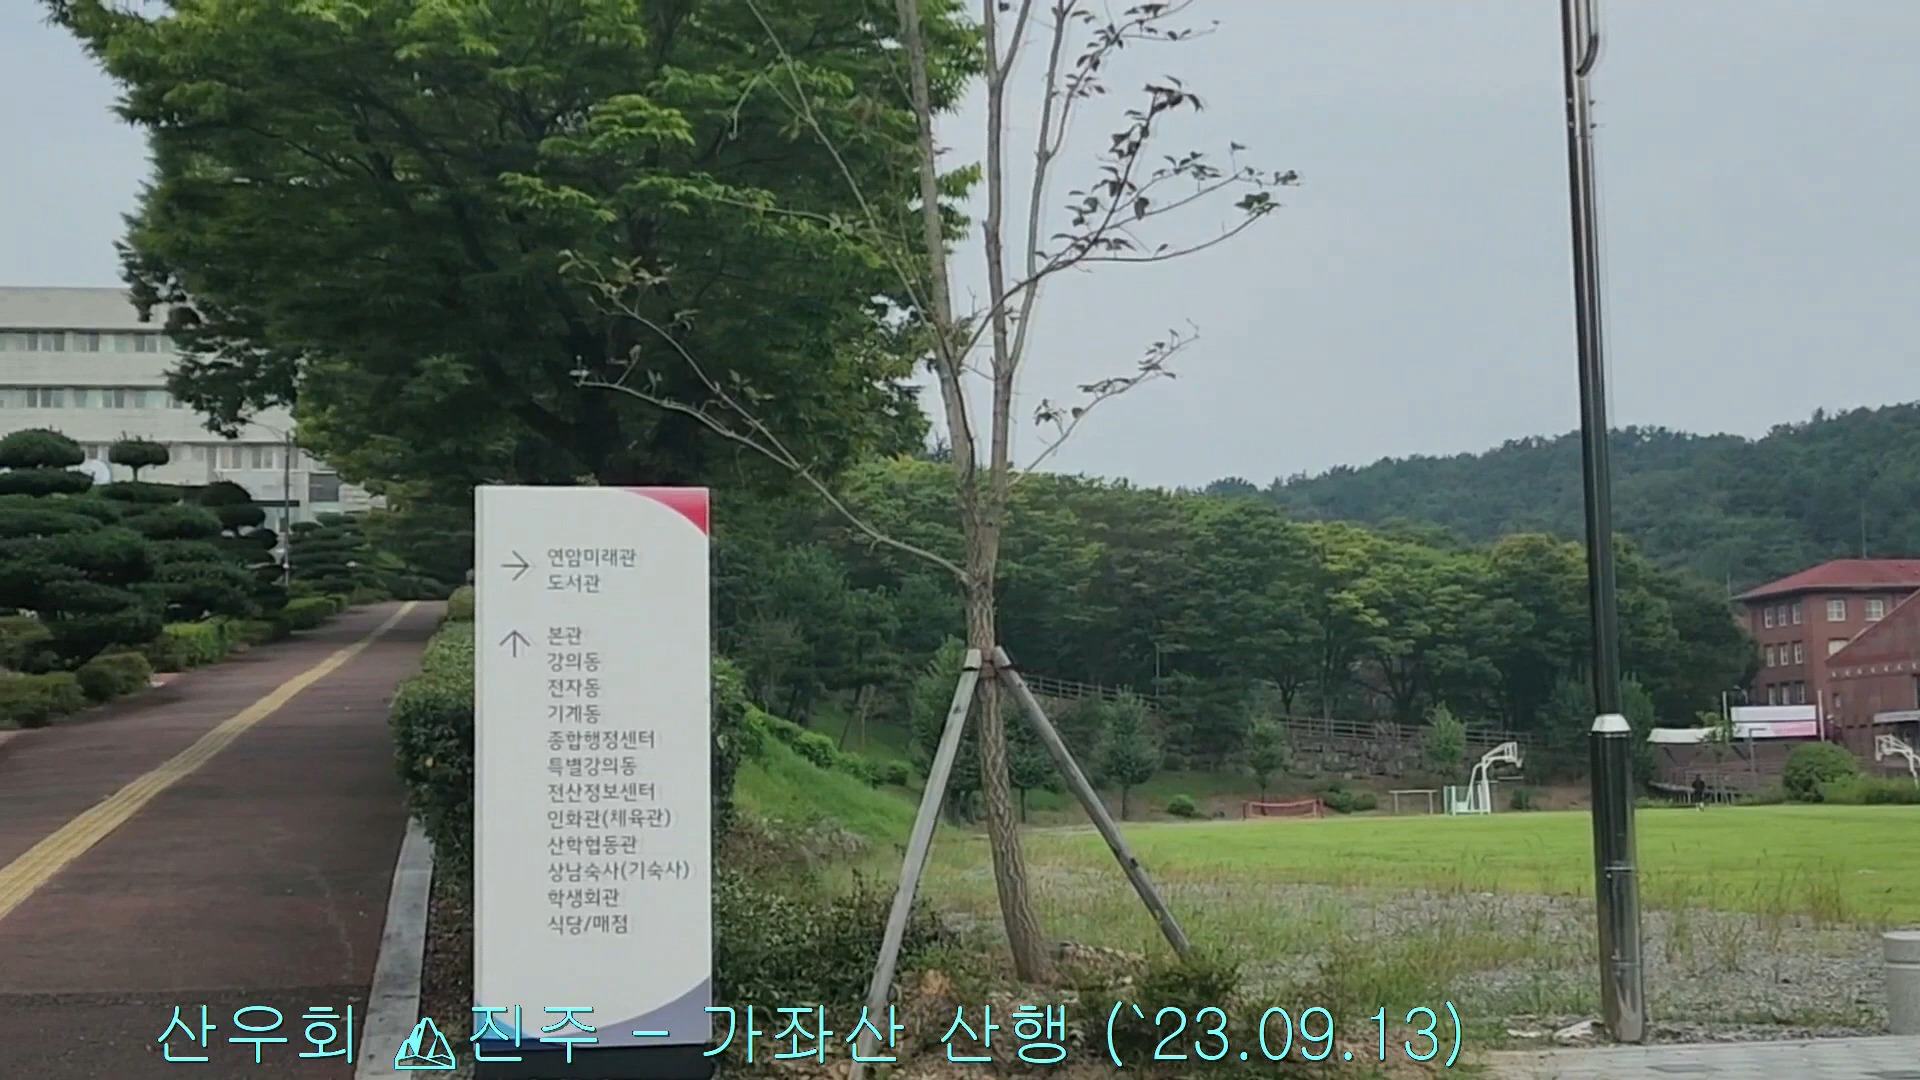 연암미래관
도서관
본관
강의동
전자동
기계동
종합행정센터
특별강의동
전산정보센터
인화관(체육관)
산학협동관
상남숙사(기숙사)
학생회관
식당/매점
산우회 진주 - 가좌산 산행 (`23.09.13)